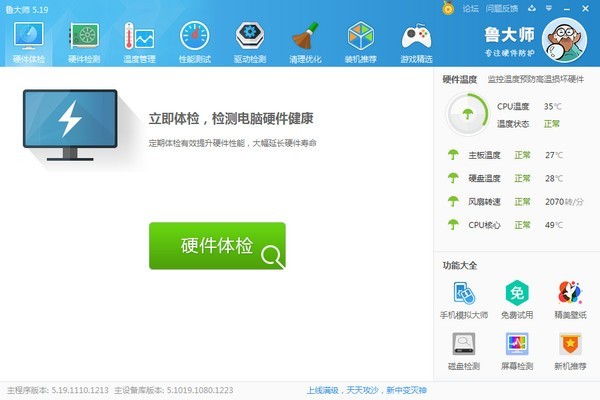 鲁大师 5.19
论坛 问题反馈
硬件体检 硬件检测 温度管理 性能测试 驱动检测 清理优化 装机推荐 游戏精选
鲁大师
专注硬件防护
立即体检，检测电脑硬件健康
定期体检有效提升硬件性能，大幅延长硬件寿命
硬件体检
硬件温度 监控温度预防高温损坏硬件
CPU温度 35℃
温度状态 正常
主板温度 正常 27℃
硬盘温度 正常 28℃
风扇转速 正常 2070转/分
CPU核心 正常 49℃
功能大全
免
手机模拟大师 免费试用 精美壁纸
磁盘检测 屏幕检测 新机推荐
主程序版本: 5.19.1110.1213 主设备库版本: 5.1019.1080.1223
上线满级，天天攻沙，新中变灭神